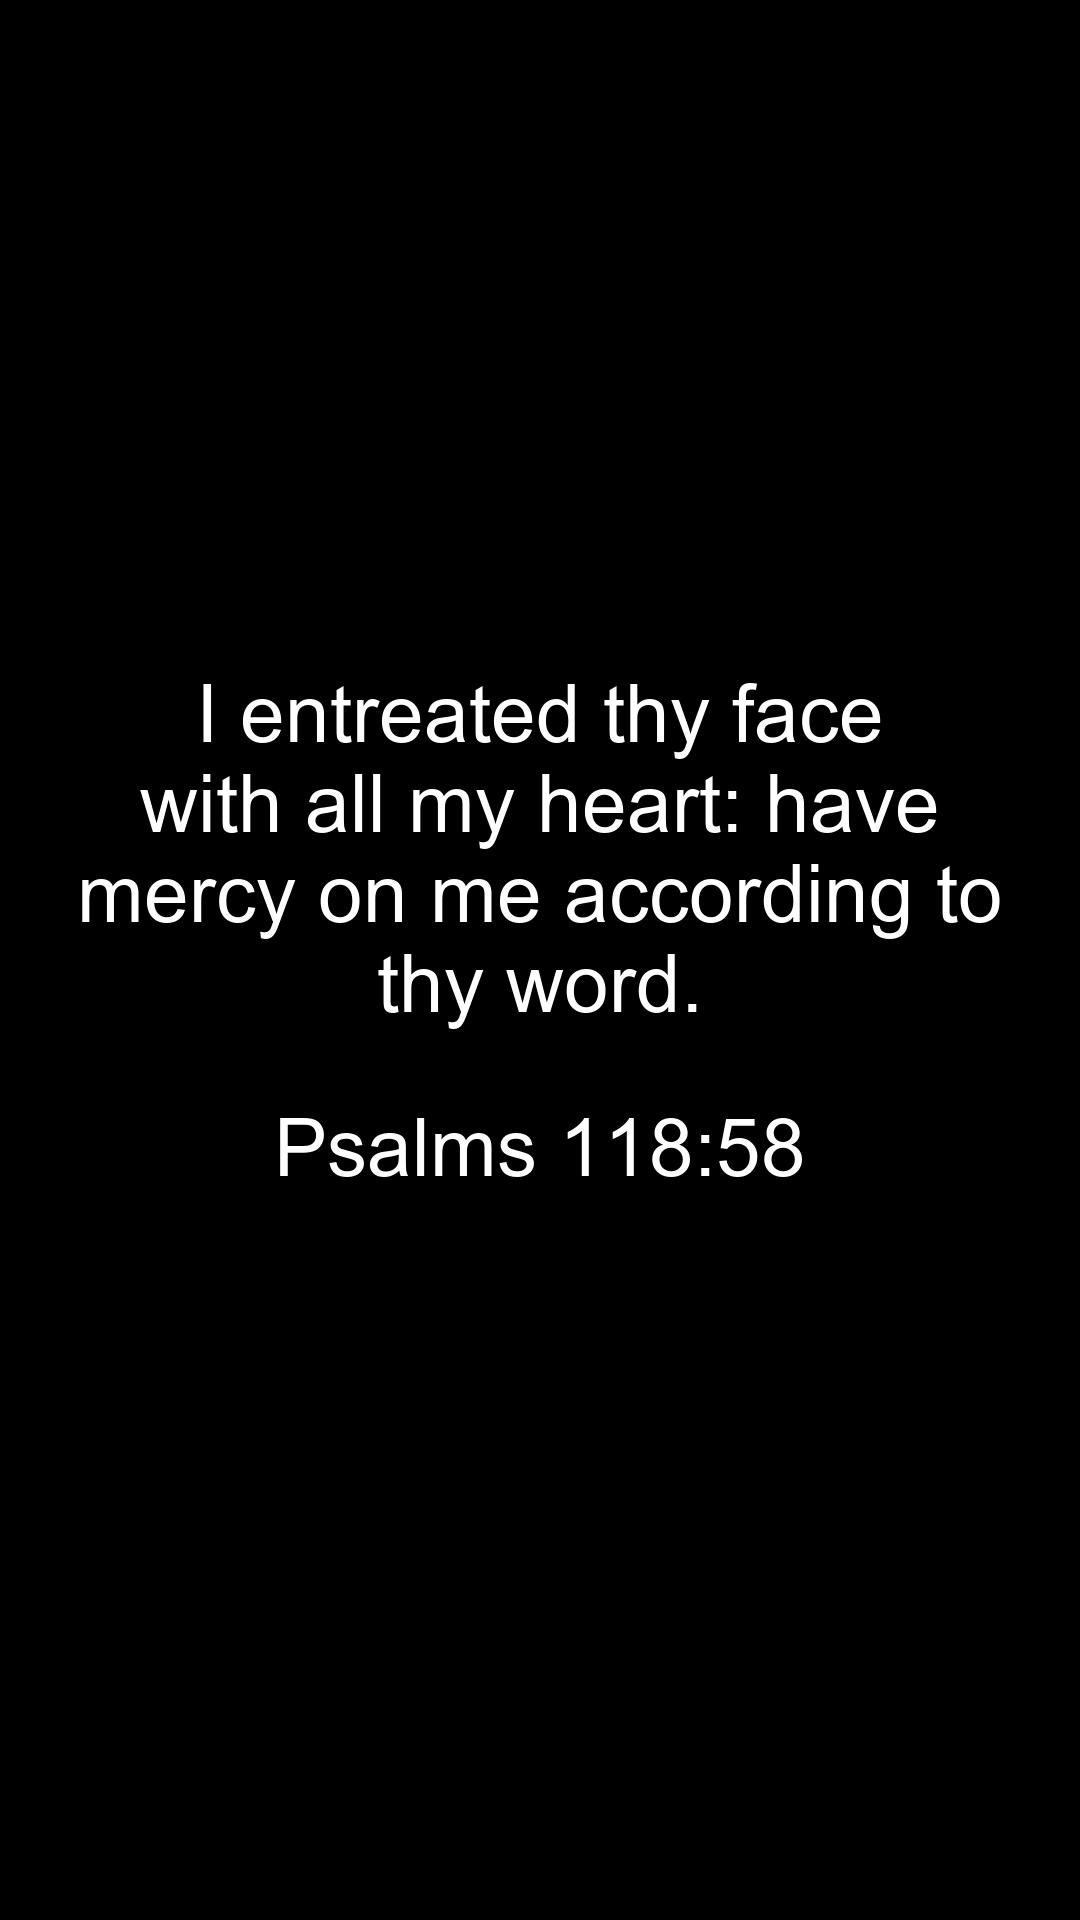 I entreated thy face
with all my heart: have
mercy on me according to
thy word.
Psalms 118:58